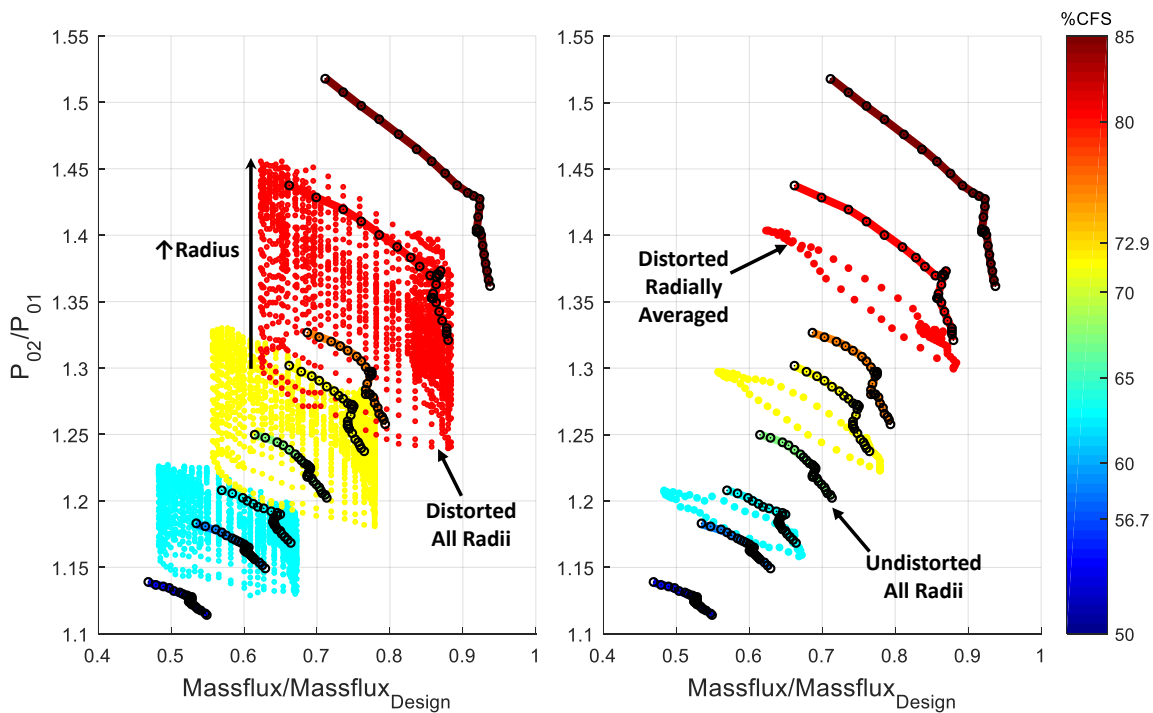 %CFS
1.55
1.5
1.45
1.4
1.35
1.3
1.25
1.2
1.15
1.1
P02/P01
0.4 0.5 0.6 0.7 0.8 0.9 1
Massflux/MassfluxDesign
↑Radius
Distorted
All Radii
1.55
1.5
1.45
1.4
1.35
1.3
1.25
1.2
1.15
1.1
0.4 0.5 0.6 0.7 0.8 0.9 1
Massflux/MassfluxDesign
Distorted
Radially
Averaged
Undistorted
All Radii
85
80
72.9
70
65
60
56.7
50